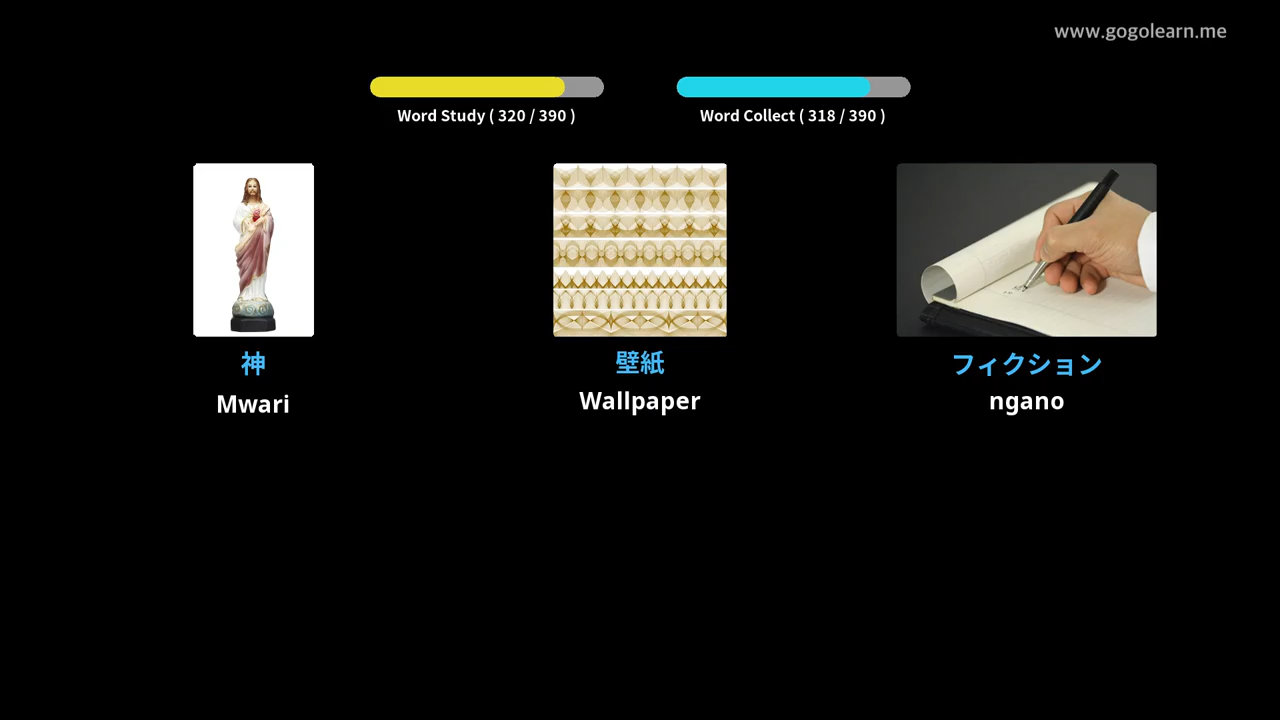 www.gogolearn.me
Word Study ( 320 / 390 )
Word Collect ( 318 / 390 )
神
壁紙
フィクション
Mwari
Wallpaper
ngano